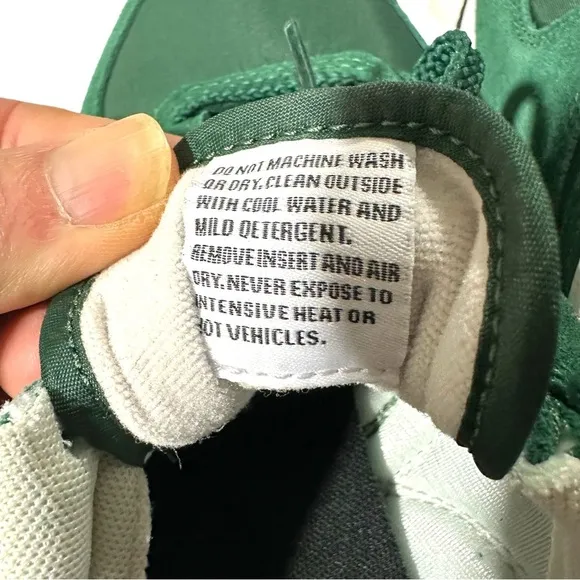 DO NOT MACHINE WASH
OR DRY. CLEAN OUTSIDE
WITH COOL WATER AND
MILD DETERGENT.
REMOVE INSERT AND AIR
DRY. NEVER EXPOSE TO
INTENSIVE HEAT OR
HOT VEHICLES.